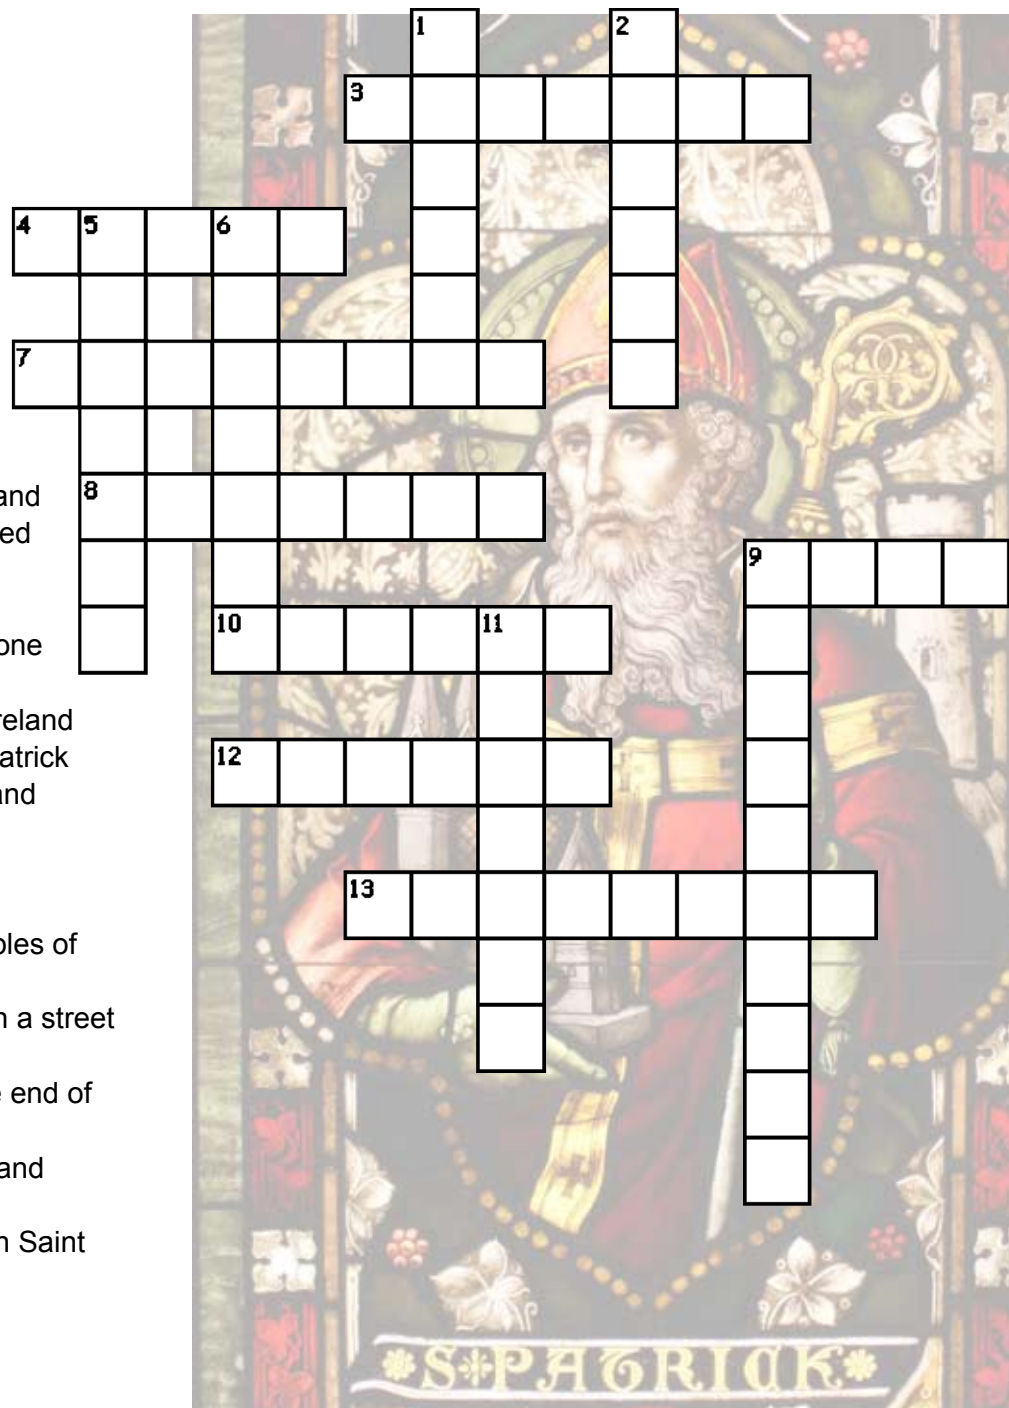 1
2
3
4
5
6
7
8
and
ed
9
one
10
11
reland
atrick
12
and
13
oles of
n a street
e end of
and
n Saint
S PATRICK